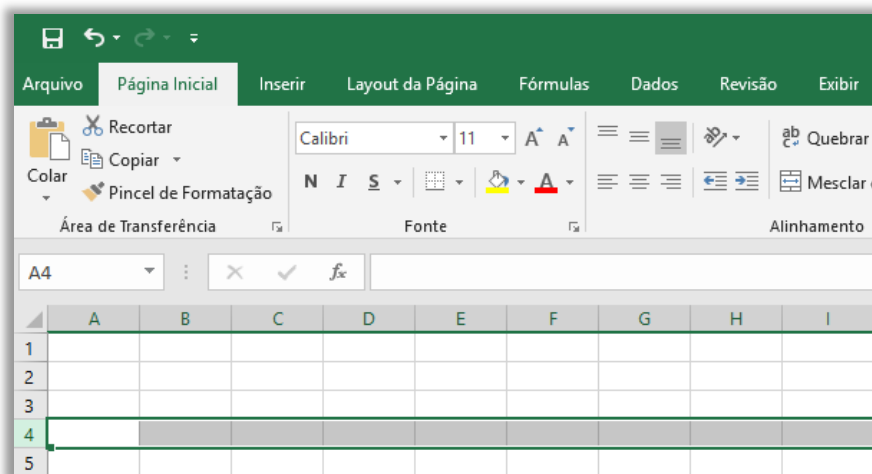 Arquivo Página Inicial Inserir Layout da Página Fórmulas Dados Revisão Exibir
Colar
Recortar
Copiar
Pincel de Formatação
Área de Transferência
Calibri 11 A A
N I S A
Fonte
ab c Quebrar
Mesclar
Alinhamento
A4 fx
A B C D E F G H I
1
2
3
4
5